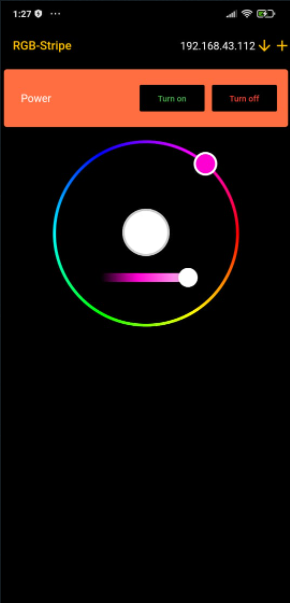 1:27
RGB-Stripe 192.168.43.112
Power Turn on Turn off